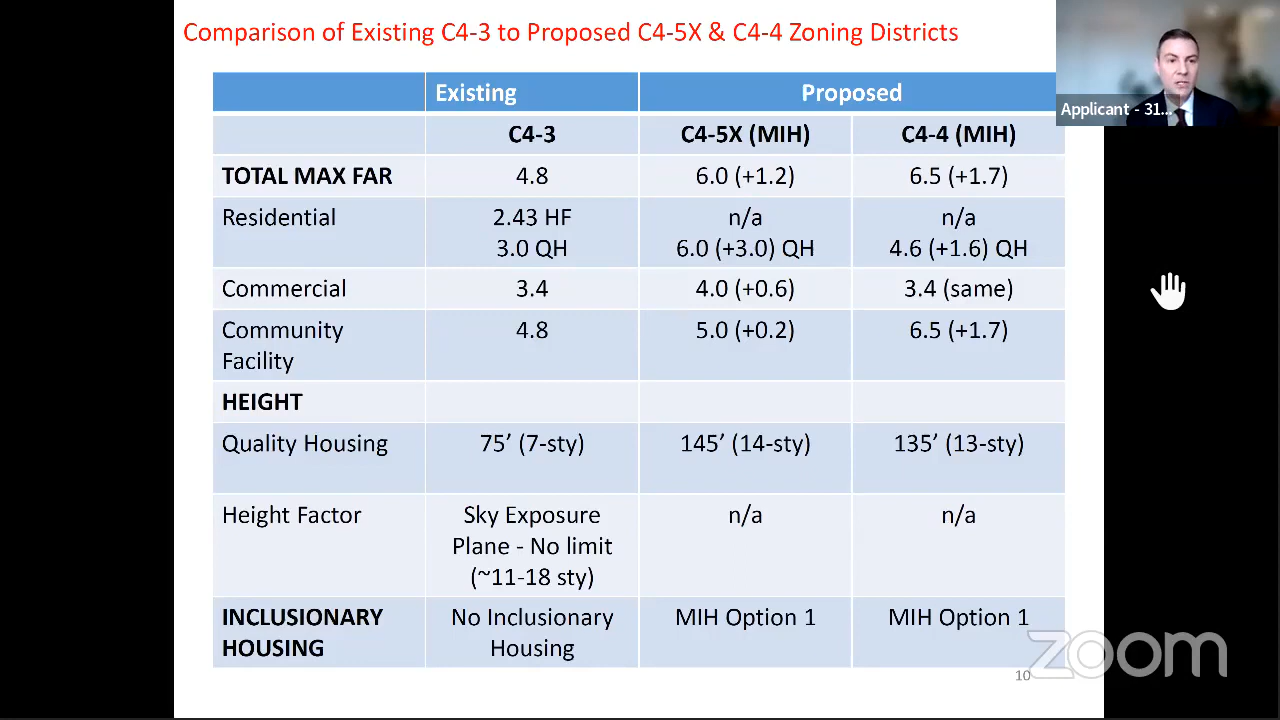 Comparison of Existing C4-3 to Proposed C4-5X & C4-4 Zoning Districts
Applicant - 31...
Existing Proposed
C4-3 C4-5X (MIH) C4-4 (MIH)
TOTAL MAX FAR 4.8 6.0 (+1.2) 6.5 (+1.7)
Residential 2.43 HF n/a n/a
3.0 QH 6.0 (+3.0) QH 4.6 (+1.6) QH
Commercial 3.4 4.0 (+0.6) 3.4 (same)
Community 4.8 5.0 (+0.2) 6.5 (+1.7)
Facility
HEIGHT
Quality Housing 75’ (7-sty) 145’ (14-sty) 135’ (13-sty)
Height Factor Sky Exposure n/a n/a
Plane - No limit
(~11-18 sty)
INCLUSIONARY No Inclusionary MIH Option 1 MIH Option 1
HOUSING Housing
10
zoom